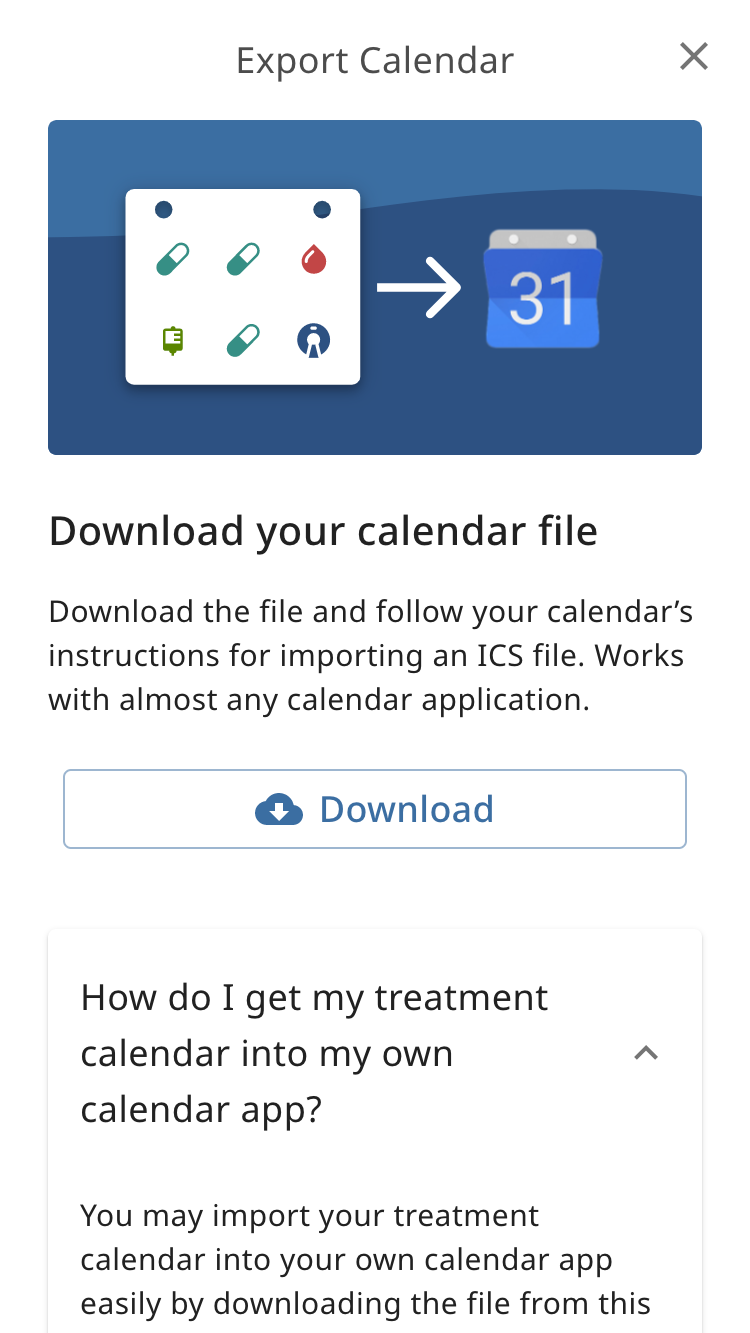 Export Calendar
31
Download your calendar file
Download the file and follow your calendar’s
instructions for importing an ICS file. Works
with almost any calendar application.
Download
How do I get my treatment
calendar into my own
calendar app?
You may import your treatment
calendar into your own calendar app
easily by downloading the file from this